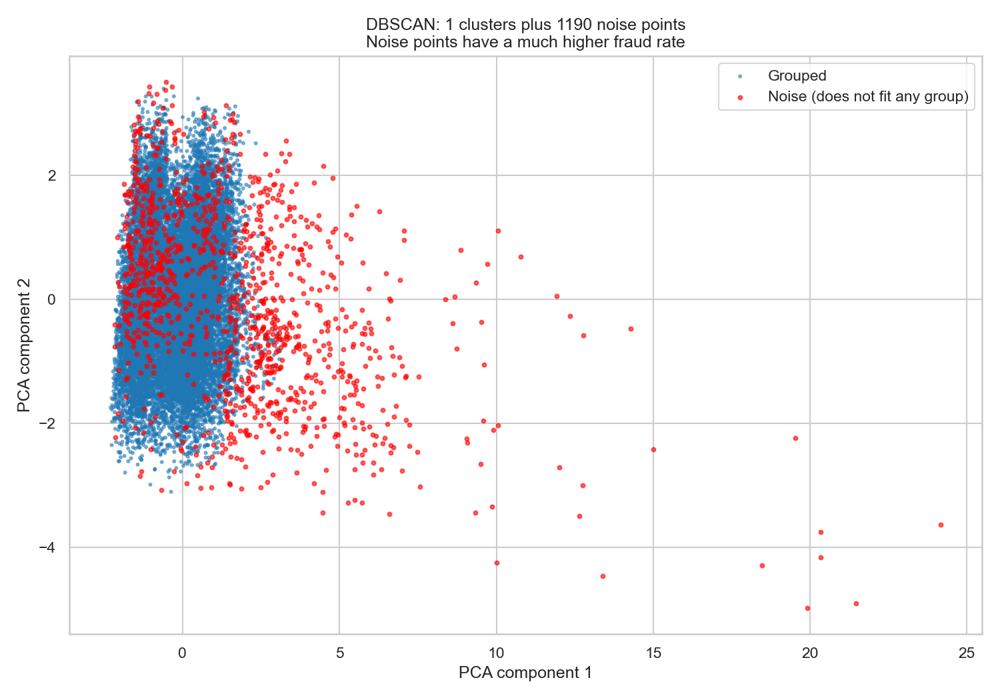 DBSCAN: 1 clusters plus 1190 noise points
Noise points have a much higher fraud rate
Grouped
Noise (does not fit any group)
PCA component 2
2
0
−2
−4
0
5
10
15
20
25
PCA component 1